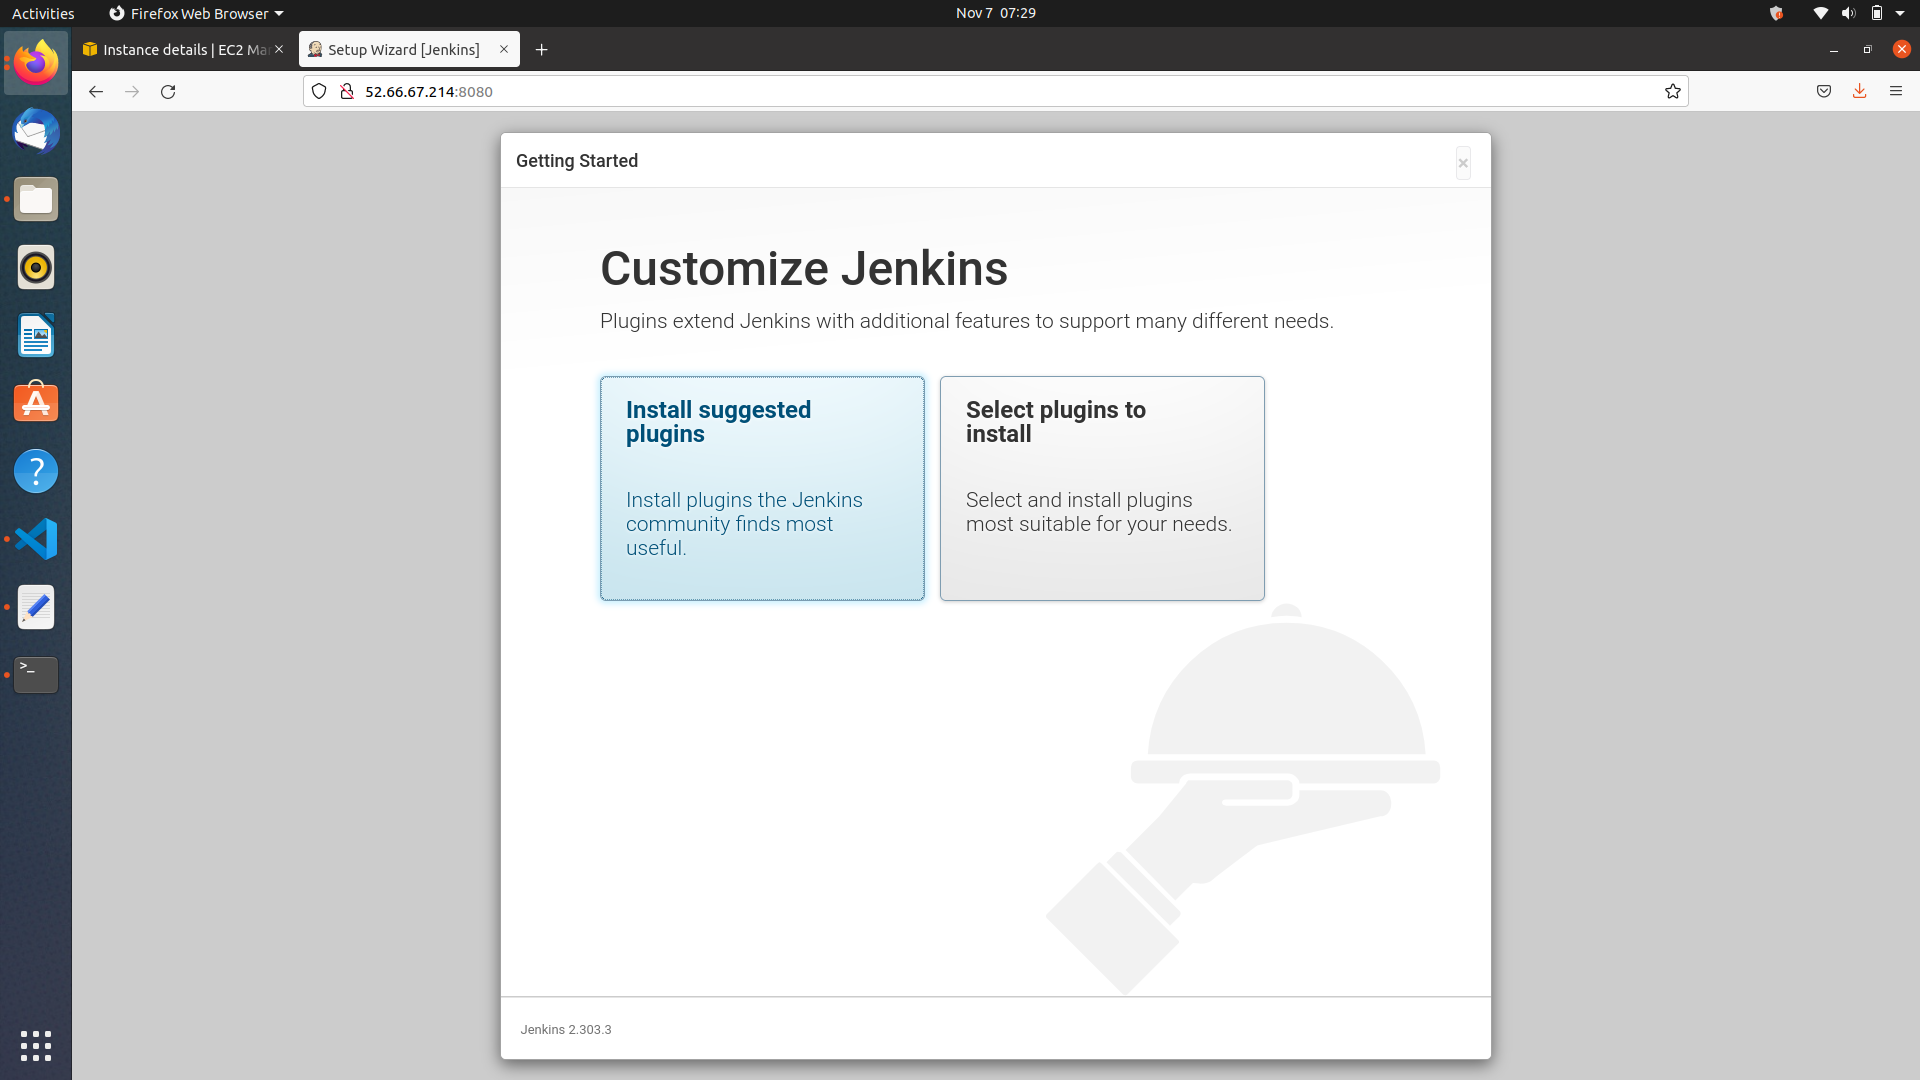 Activities
Firefox Web Browser
Nov 7 07:29
Instance details | EC2 Ma
Setup Wizard [Jenkins]
52.66.67.214:8080
Getting Started
Customize Jenkins
Plugins extend Jenkins with additional features to support many different needs.
Install suggested
plugins
Install plugins the Jenkins
community finds most
useful.
Select plugins to
install
Select and install plugins
most suitable for your needs.
Jenkins 2.303.3